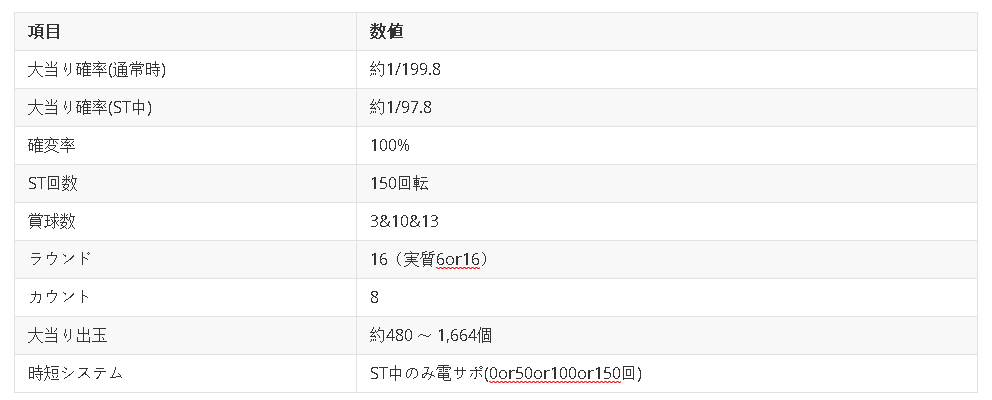 項目 数値
大当り確率(通常時) 約1/199.8
大当り確率(ST中) 約1/97.8
確変率 100%
ST回数 150回転
賞球数 3&10&13
ラウンド 16（実質6or16）
カウント 8
大当り出玉 約480 ～ 1,664個
時短システム ST中のみ電サポ(0or50or100or150回)